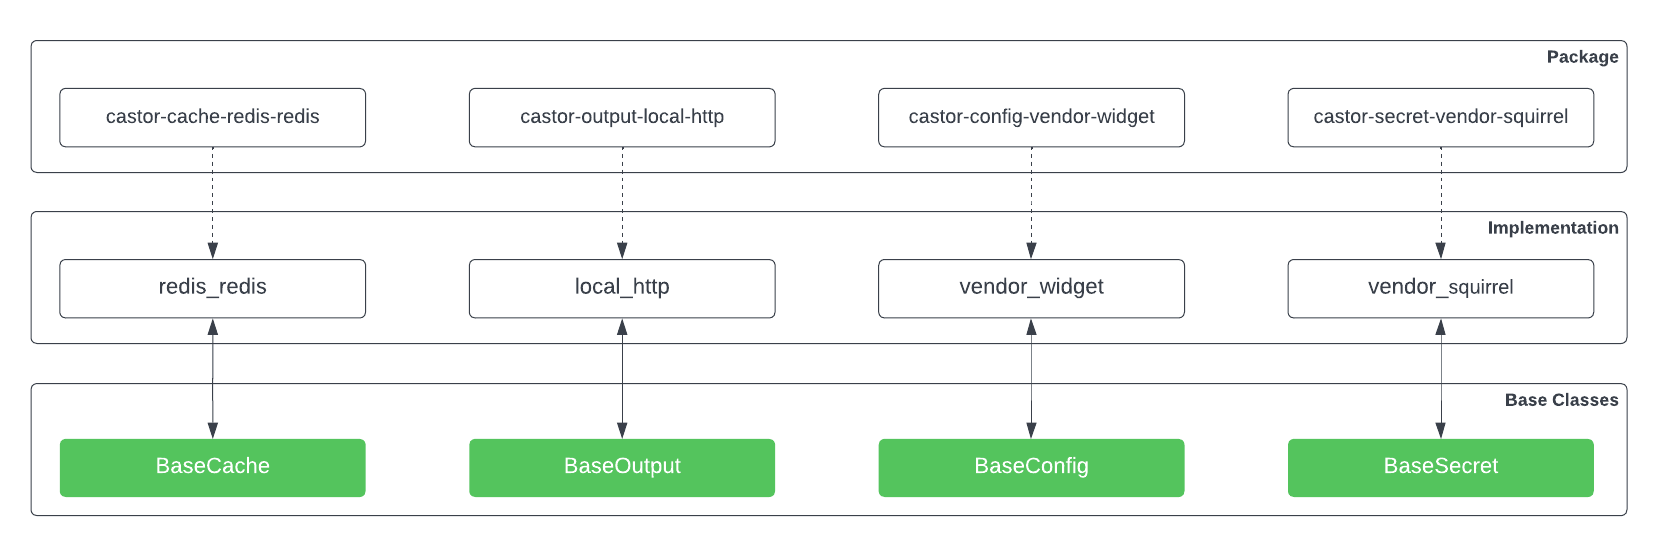 Package
castor-cache-redis-redis
castor-output-local-http
castor-config-vendor-widget
castor-secret-vendor-squirrel
Implementation
redis_redis
local_http
vendor_widget
vendor_squirrel
Base Classes
BaseCache
BaseOutput
BaseConfig
BaseSecret